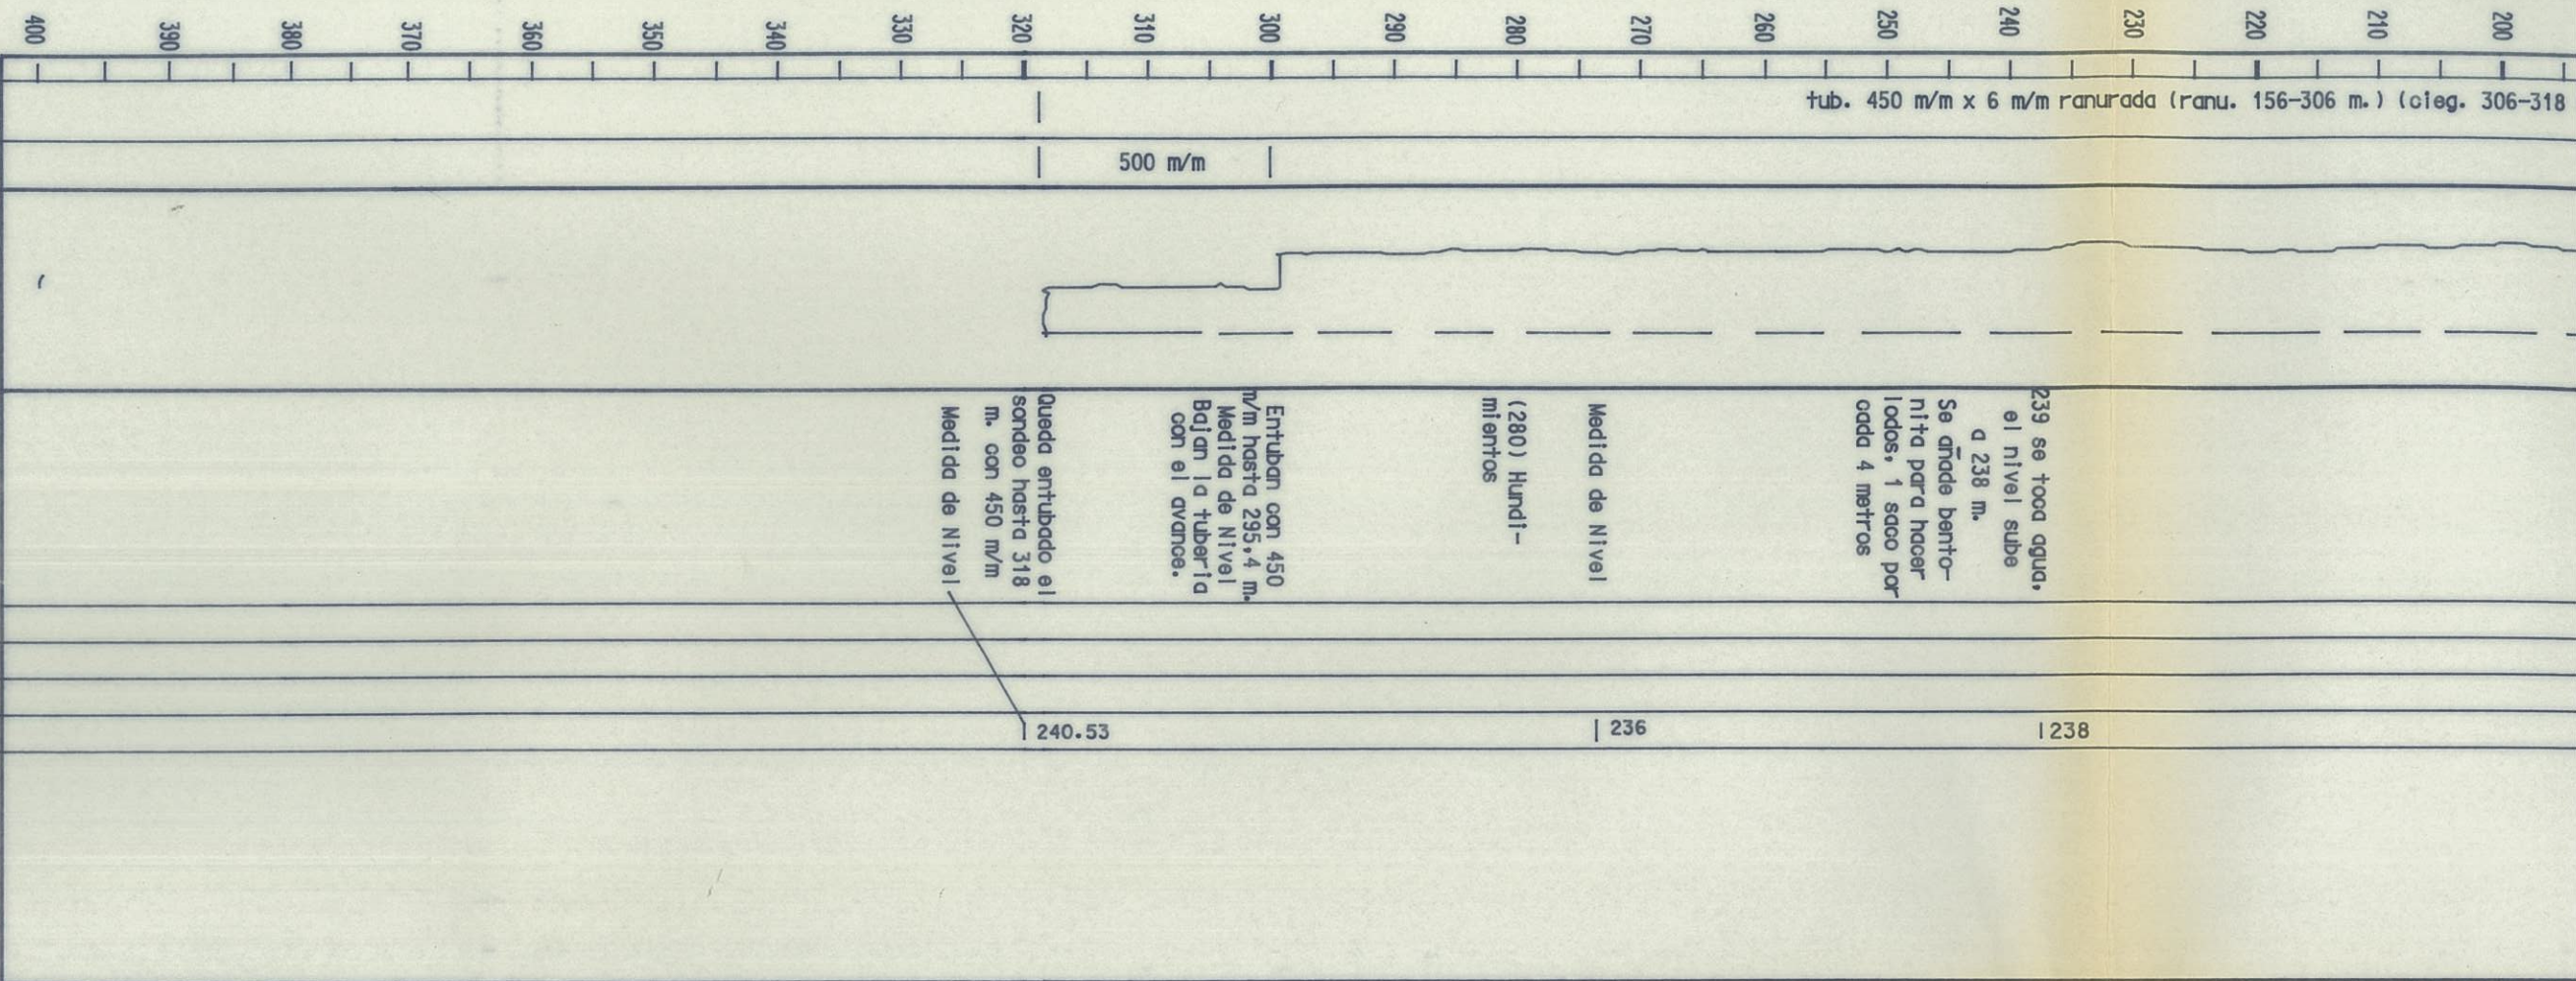 400 390 380 370 360 350 340 330 320 310 300 290 280 270 260 250 240 230 220 210 200
tub. 450 m/m x 6 m/m ranurada (ranu. 156-306 m.) (cieg. 306-318
500 m/m
239 se toca agua,
el nivel sube
a 238 m.
Se añade bento-
nita para hacer
lodos, 1 saco por
cada 4 metros
Medida de Nivel
(280) Hundi-
mientos
Entuban con 450
m/m hasta 295,4 m.
Medida de Nivel
Bajan la tuberia
con el avance.
Queda entubado el
sondeo hasta 318
m. con 450 m/m
Medida de Nivel
240.53
236
238